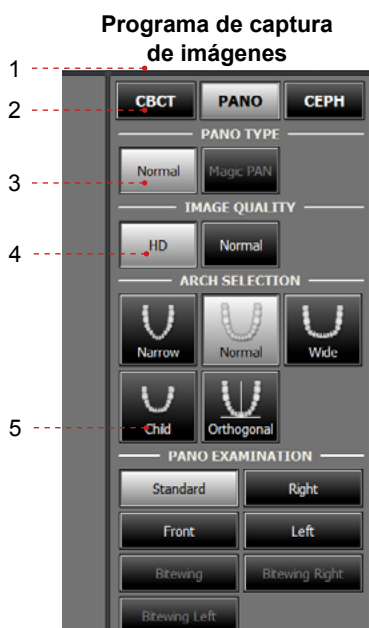 Programa de captura
de imágenes
1
2
CBCT PANO CEPH
PANO TYPE
3
Normal Magic PAN
IMAGE QUALITY
4
HD Normal
ARCH SELECTION
Narrow Normal Wide
5
Child Orthogonal
PANO EXAMINATION
Standard Right
Front Left
Bitewing Bitewing Right
Bitewing Left